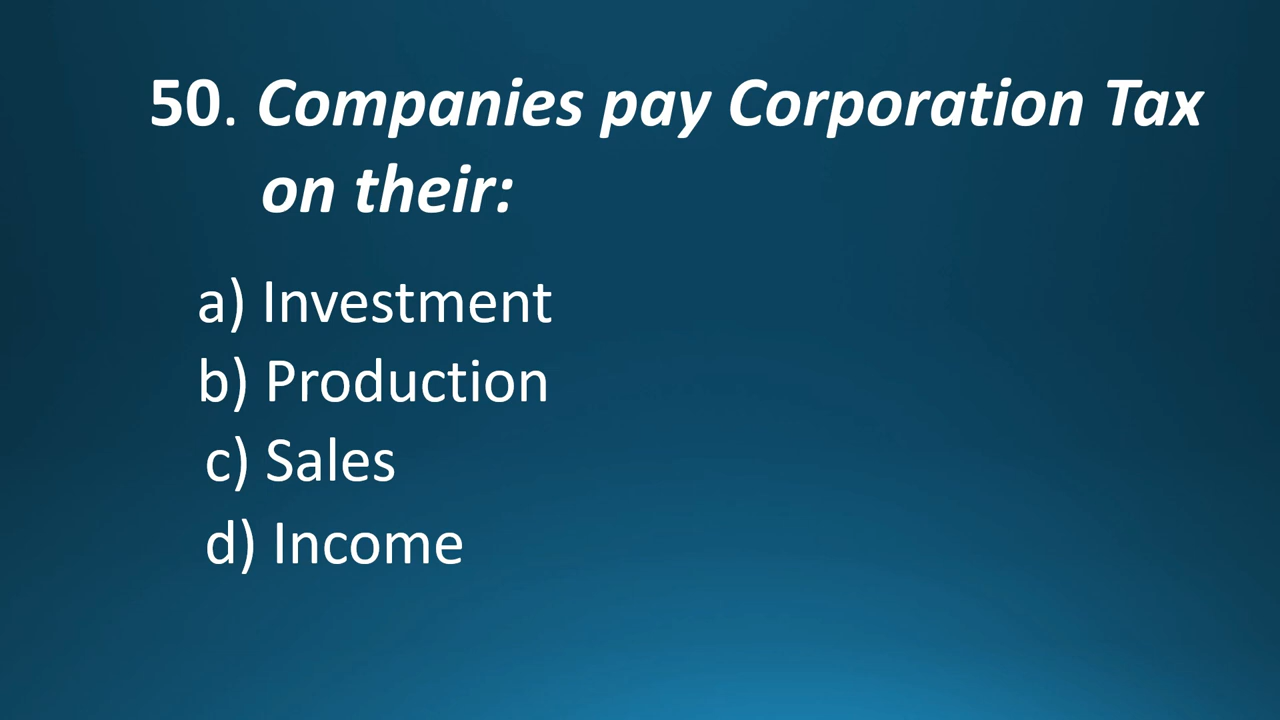 50. Companies pay Corporation Tax
on their:
a) Investment
b) Production
c) Sales
d) Income